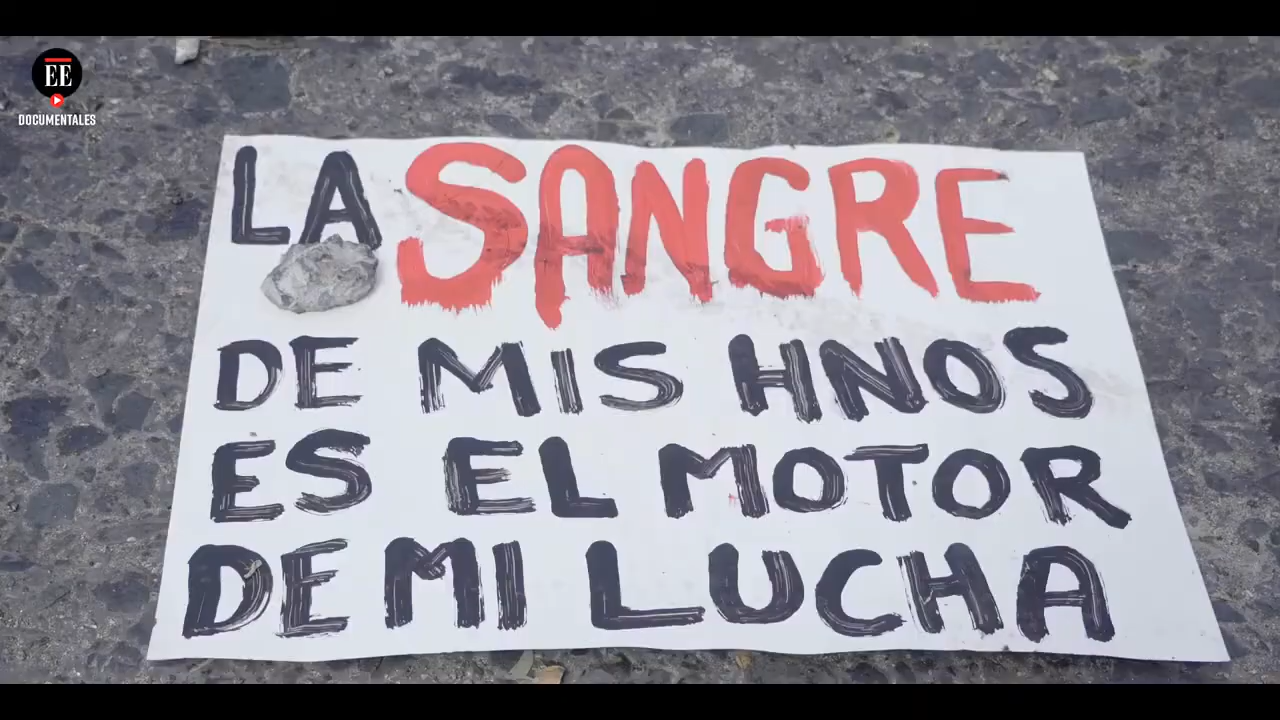 EE
DOCUMENTALES
LA SANGRE
DE MIS HNOS
ES EL MOTOR
DE MI LUCHA